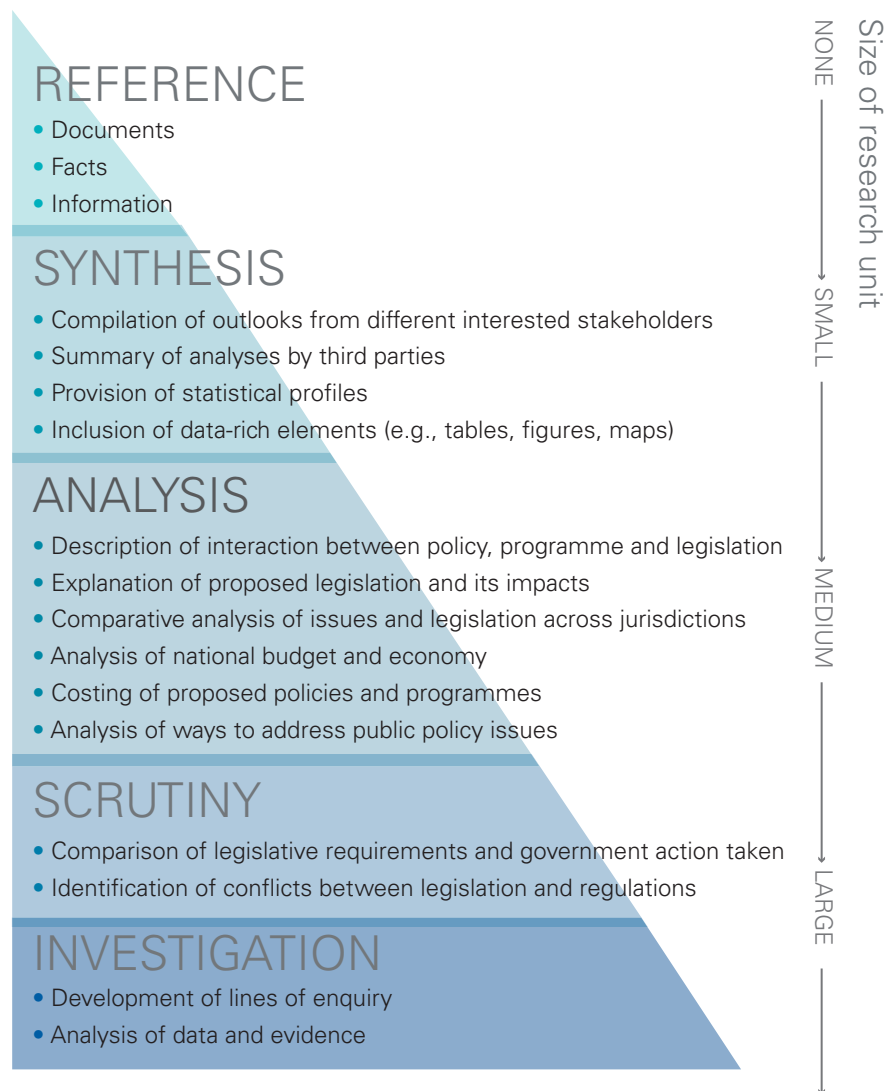 REFERENCE
• Documents
• Facts
• Information
SYNTHESIS
• Compilation of outlooks from different interested stakeholders
• Summary of analyses by third parties
• Provision of statistical profiles
• Inclusion of data-rich elements (e.g., tables, figures, maps)
ANALYSIS
• Description of interaction between policy, programme and legislation
• Explanation of proposed legislation and its impacts
• Comparative analysis of issues and legislation across jurisdictions
• Analysis of national budget and economy
• Costing of proposed policies and programmes
• Analysis of ways to address public policy issues
SCRUTINY
• Comparison of legislative requirements and government action taken
• Identification of conflicts between legislation and regulations
INVESTIGATION
• Development of lines of enquiry
• Analysis of data and evidence
Size of research unit
NONE
SMALL
MEDIUM
LARGE